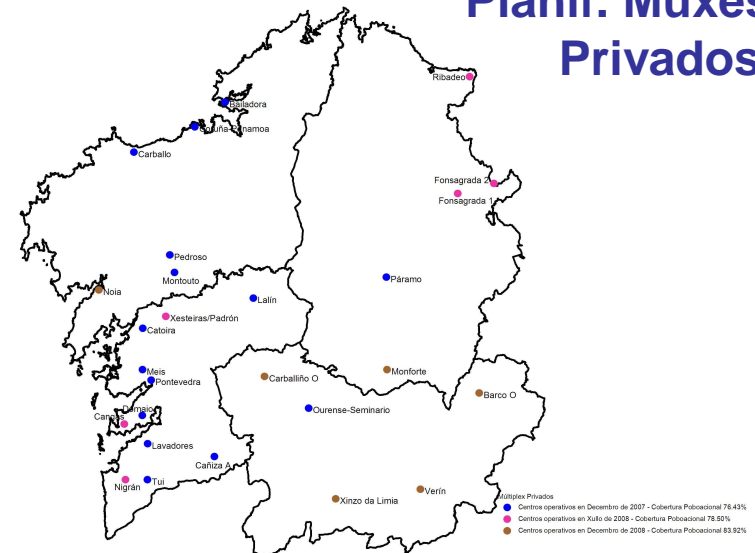 Planif. Muxes
Privados
Ribadeo
Bailadora
Coruña-Penamoa
Carballo
Fonsagrada 2
Fonsagrada 1
Pedroso
Montouto
Páramo
Noia
Lalín
Xesteiras/Padrón
Catoira
Meis
Pontevedra
Carballiño O
Monforte
Barco O
Domaio
Cangas
Ourense-Seminario
Lavadores
Cañiza A
Nigrán
Tui
Xinzo da Limia
Verín
Múltiplex Privados
Centros operativos en Decembro de 2007 - Cobertura Poboacional 76.43%
Centros operativos en Xullo de 2008 - Cobertura Poboacional 78.50%
Centros operativos en Decembro de 2008 - Cobertura Poboacional 83.92%